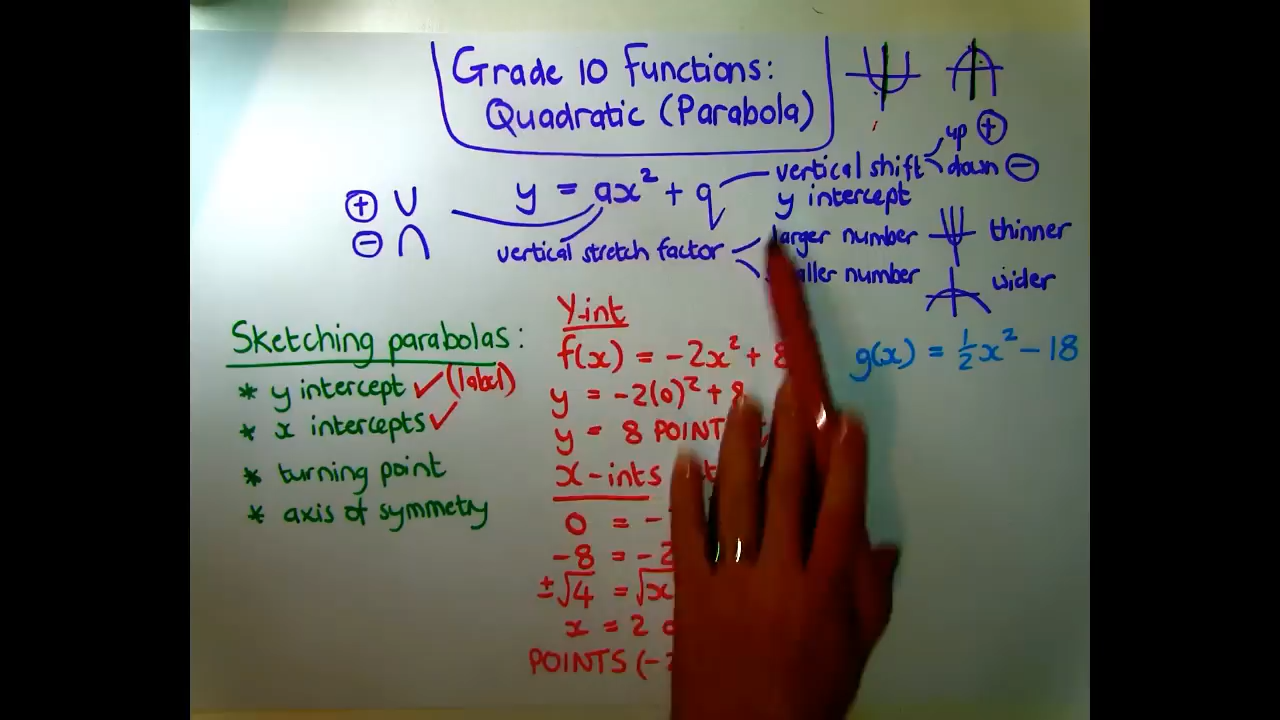 Grade 10 Functions:
Quadratic (Parabola)
up +
vertical shift down −
y = ax² + q
y intercept
+
−
larger number thinner
vertical stretch factor
smaller number wider
Y-int
Sketching parabolas:
f(x) = -2x² + 8
g(x) = ½x² - 18
* y intercept ✓ (label)
y = -2(0)² + 8
* x intercepts ✓
y = 8 POINT
* turning point
x-ints
* axis of symmetry
0 = -
-8 = -2
±√4 = √x
x = 2
POINTS (-